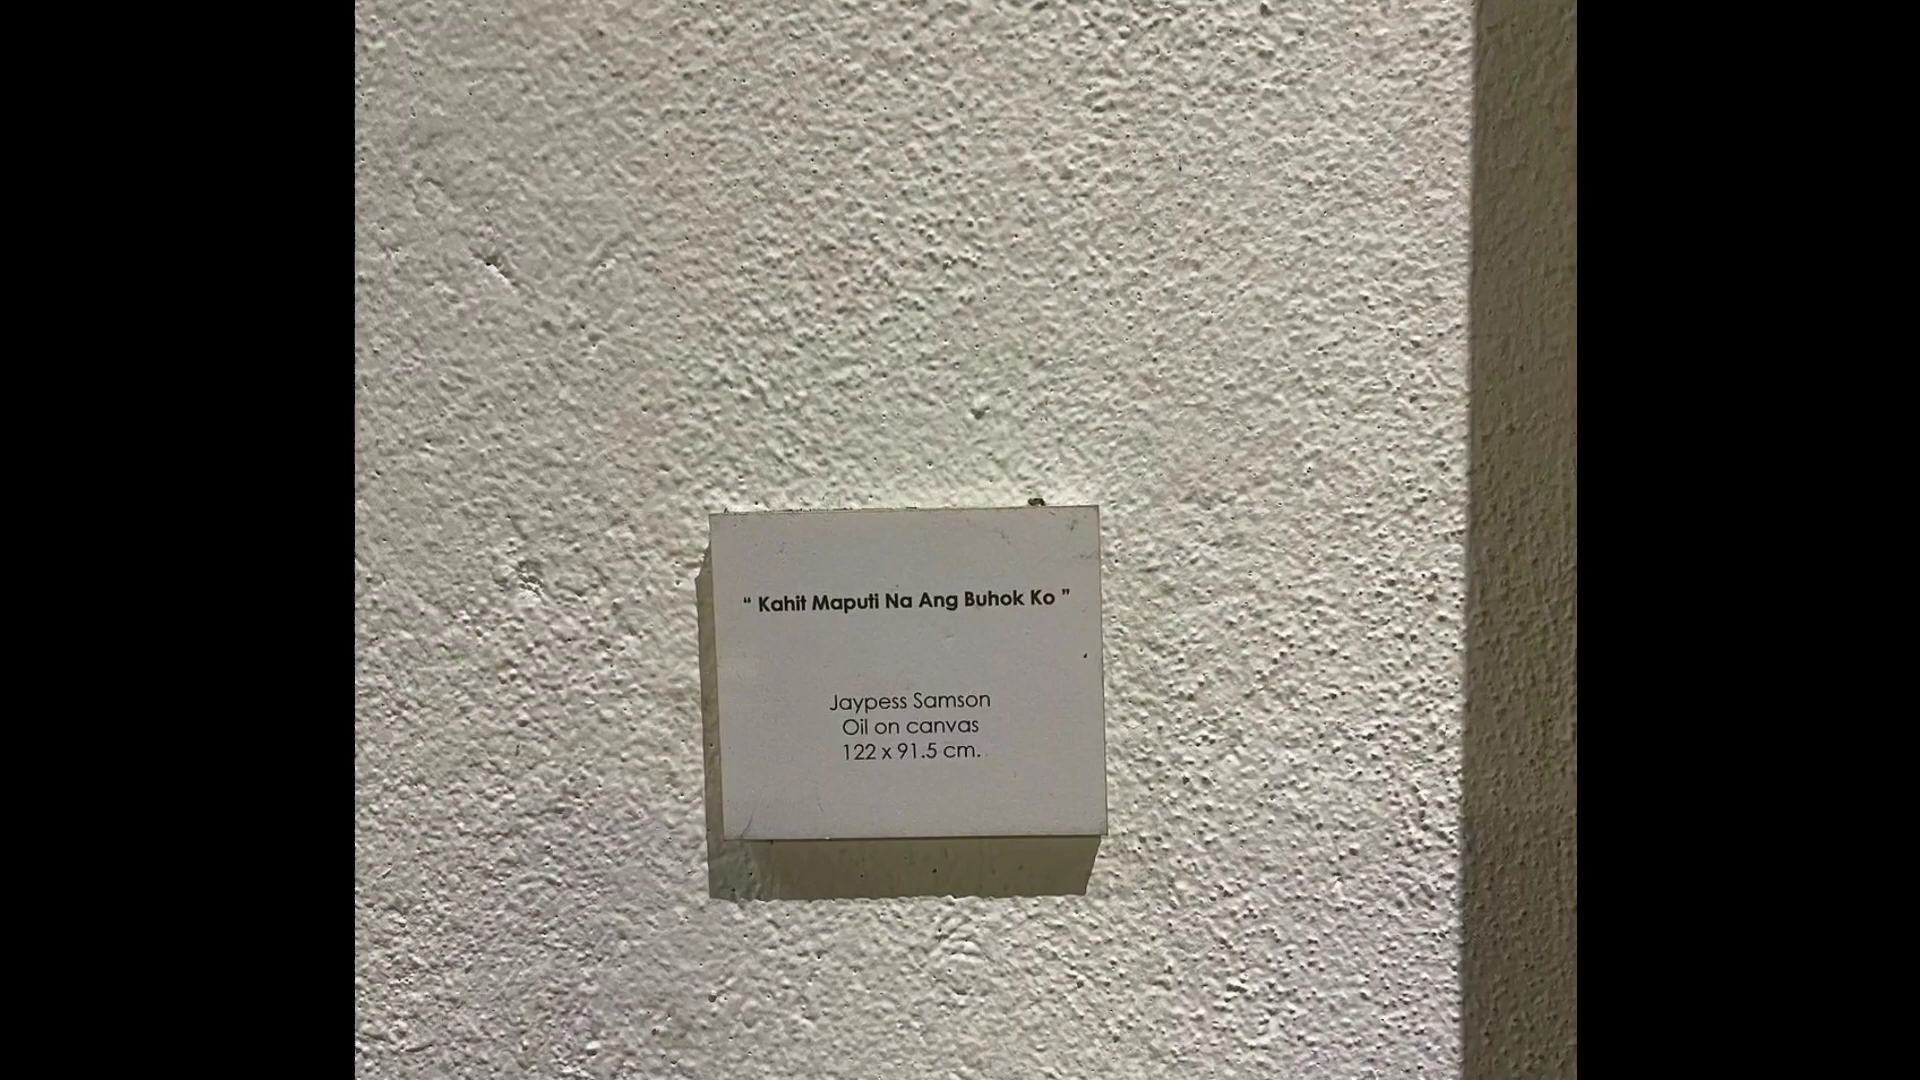 “ Kahit Maputi Na Ang Buhok Ko ”
Jaypess Samson
Oil on canvas
122 x 91.5 cm.